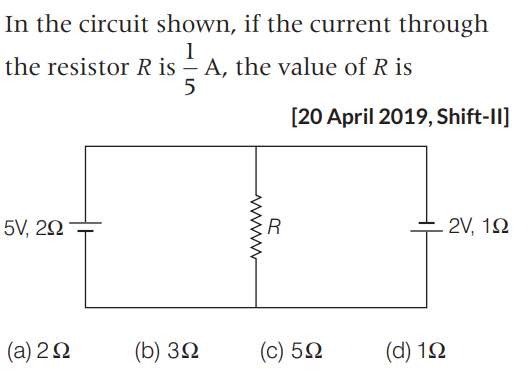 In the circuit shown, if the current through
the resistor R is 1/5 A, the value of R is
[20 April 2019, Shift-II]
5V, 2Ω
R
2V, 1Ω
(a) 2 Ω (b) 3Ω (c) 5Ω (d) 1Ω